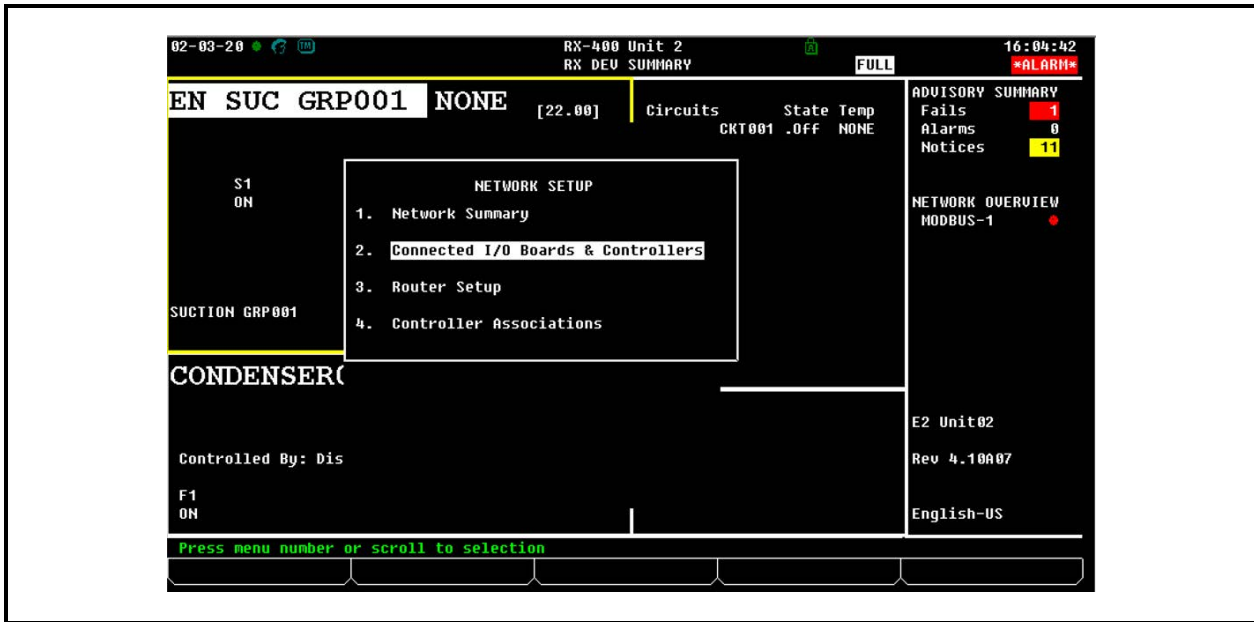 02-03-20 TM RX-400 Unit 2 A 16:04:42
RX DEV SUMMARY FULL *ALARM*
EN SUC GRP001 NONE [22.00]
Circuits State Temp
CKT001 .Off NONE
S1
ON
SUCTION GRP001
NETWORK SETUP
1. Network Summary
2. Connected I/O Boards & Controllers
3. Router Setup
4. Controller Associations
CONDENSER(
Controlled By: Dis
F1
ON
ADVISORY SUMMARY
Fails 1
Alarms 0
Notices 11
NETWORK OVERVIEW
MODBUS-1
E2 Unit02
Rev 4.10A07
English-US
Press menu number or scroll to selection